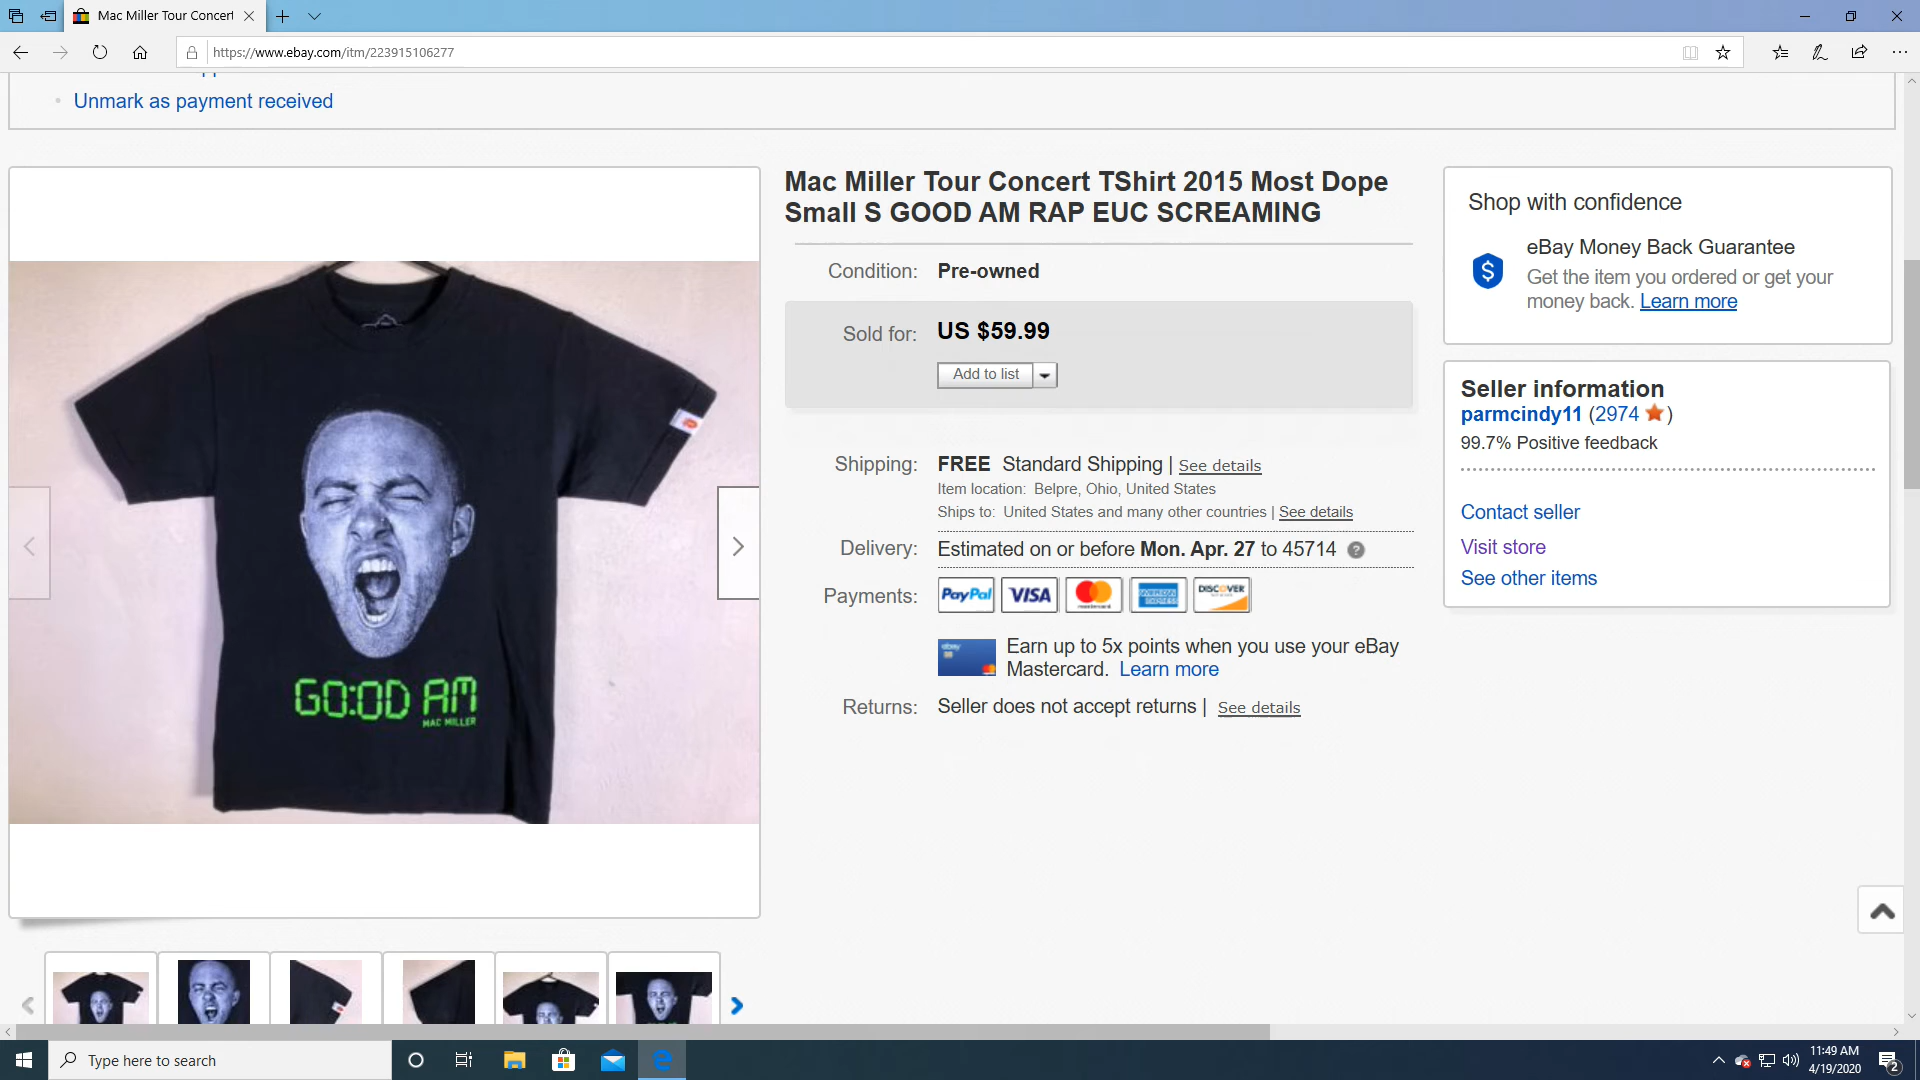 Mac Miller Tour Concert
https://www.ebay.com/itm/223915106277
Unmark as payment received
Mac Miller Tour Concert TShirt 2015 Most Dope
Small S GOOD AM RAP EUC SCREAMING
Condition: Pre-owned
Sold for: US $59.99
Add to list
Shipping: FREE Standard Shipping | See details
Item location: Belpre, Ohio, United States
Ships to: United States and many other countries | See details
Delivery: Estimated on or before Mon. Apr. 27 to 45714 ?
Payments: PayPal VISA mastercard AMERICAN EXPRESS DISCOVER
ebay
Earn up to 5x points when you use your eBay
Mastercard. Learn more
Returns: Seller does not accept returns | See details
Shop with confidence
eBay Money Back Guarantee
$
Get the item you ordered or get your
money back. Learn more
Seller information
parmcindy11 (2974 )
99.7% Positive feedback
Contact seller
Visit store
See other items
GO:OD AM
MAC MILLER
Type here to search
11:49 AM
4/19/2020
2